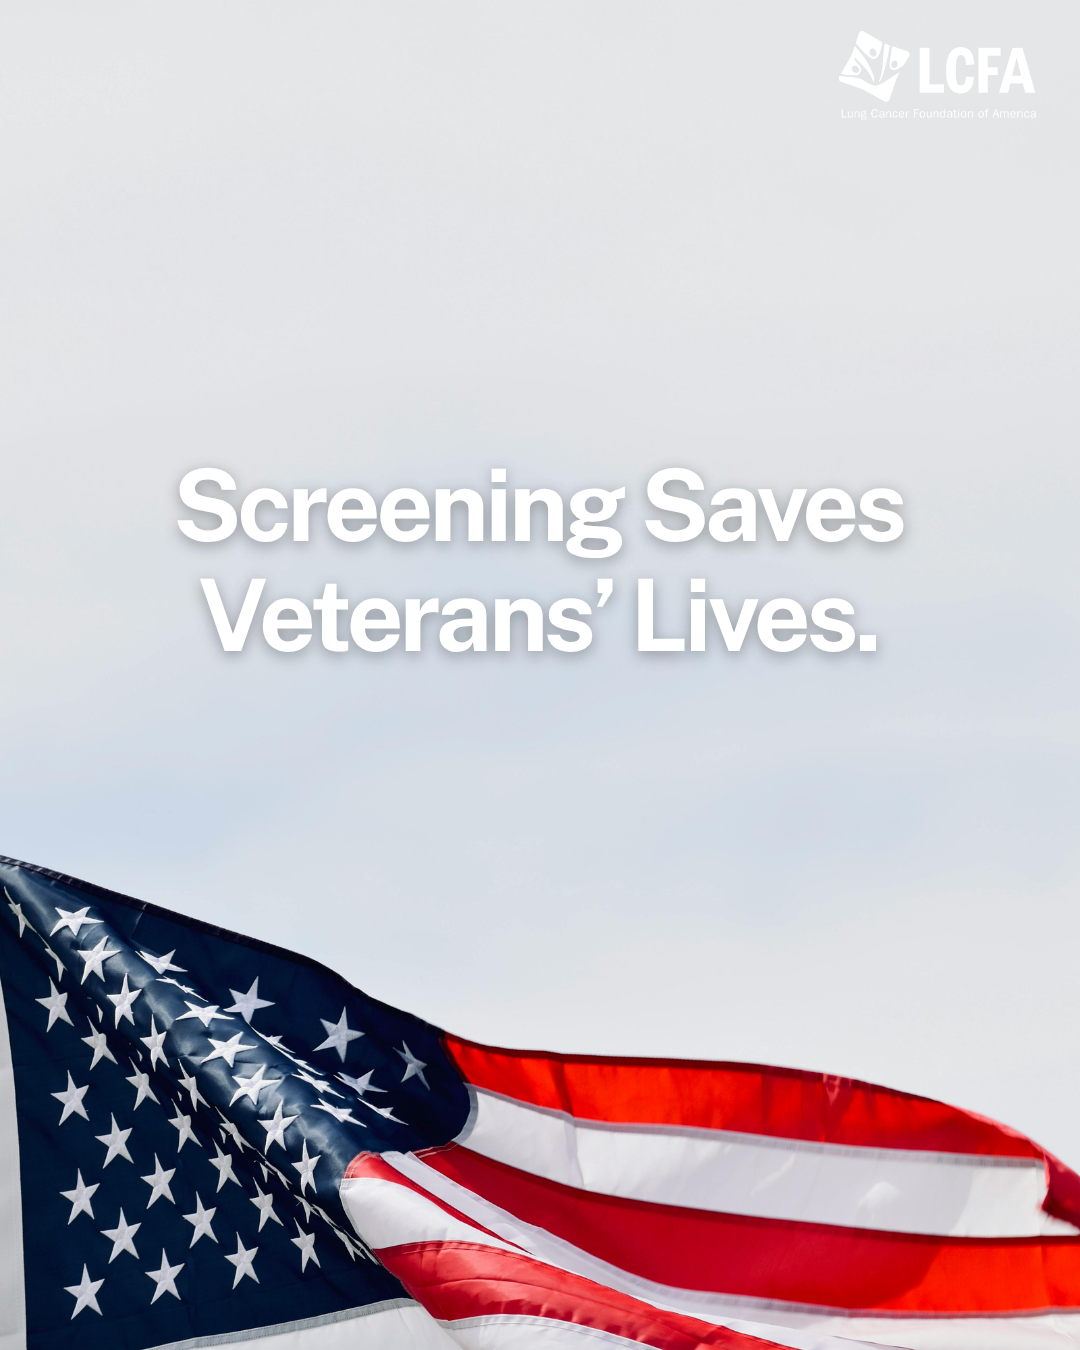 LCFA
Lung Cancer Foundation of America
Screening Saves
Veterans’ Lives.